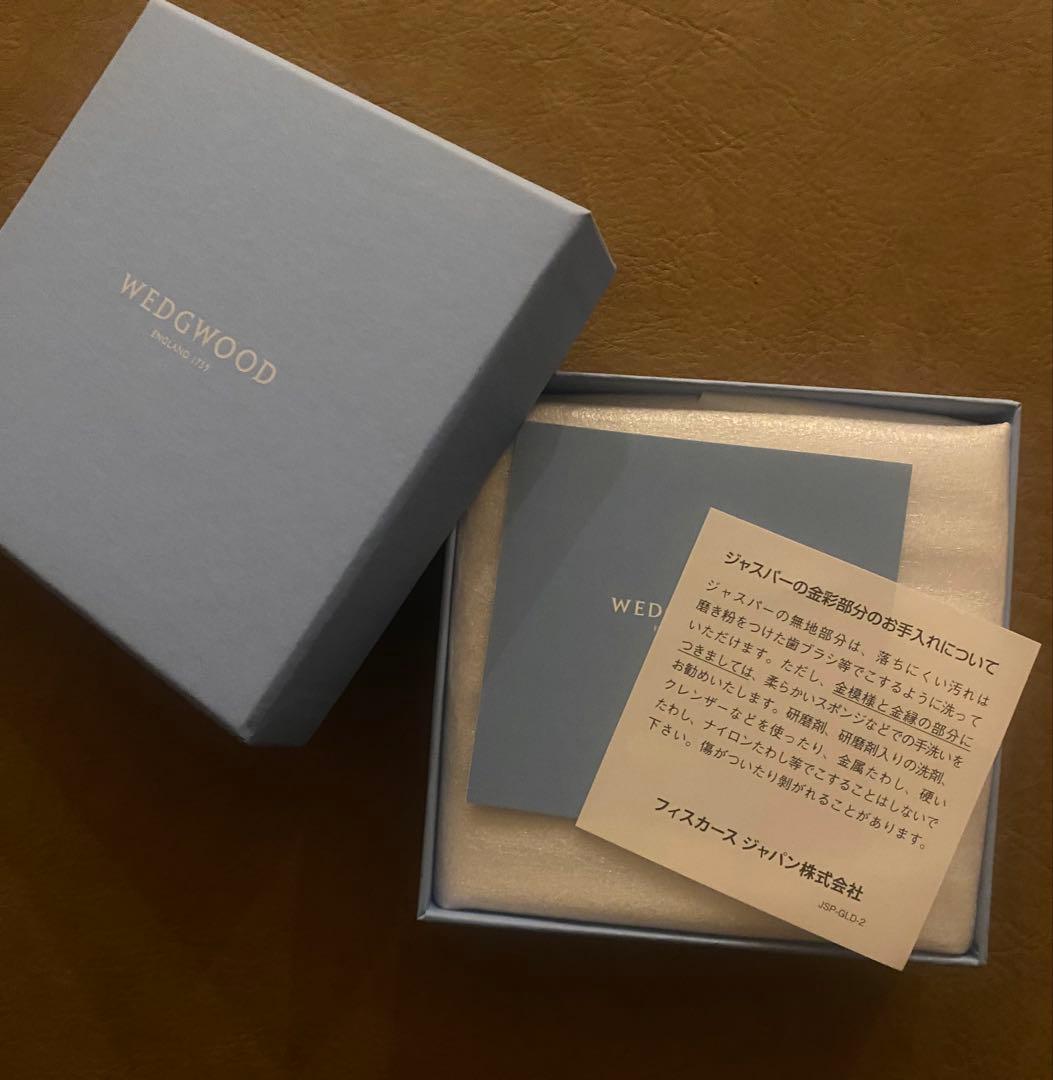 WEDGWOOD
ENGLAND 1759
WED
ジャスパーの金彩部分のお手入れについて
ジャスパーの無地部分は、落ちにくい汚れは
磨き粉をつけた歯ブラシ等でこするように洗って
いただけます。ただし、金模様と金縁の部分に
つきましては、柔らかいスポンジなどでの手洗いを
お勧めいたします。研磨剤、研磨剤入りの洗剤、
クレンザーなどを使ったり、金属たわし、硬い
たわし、ナイロンたわし等でこすることはしないで
下さい。傷がついたり剝がれることがあります。
フィスカース ジャパン株式会社
JSP-GLD-2